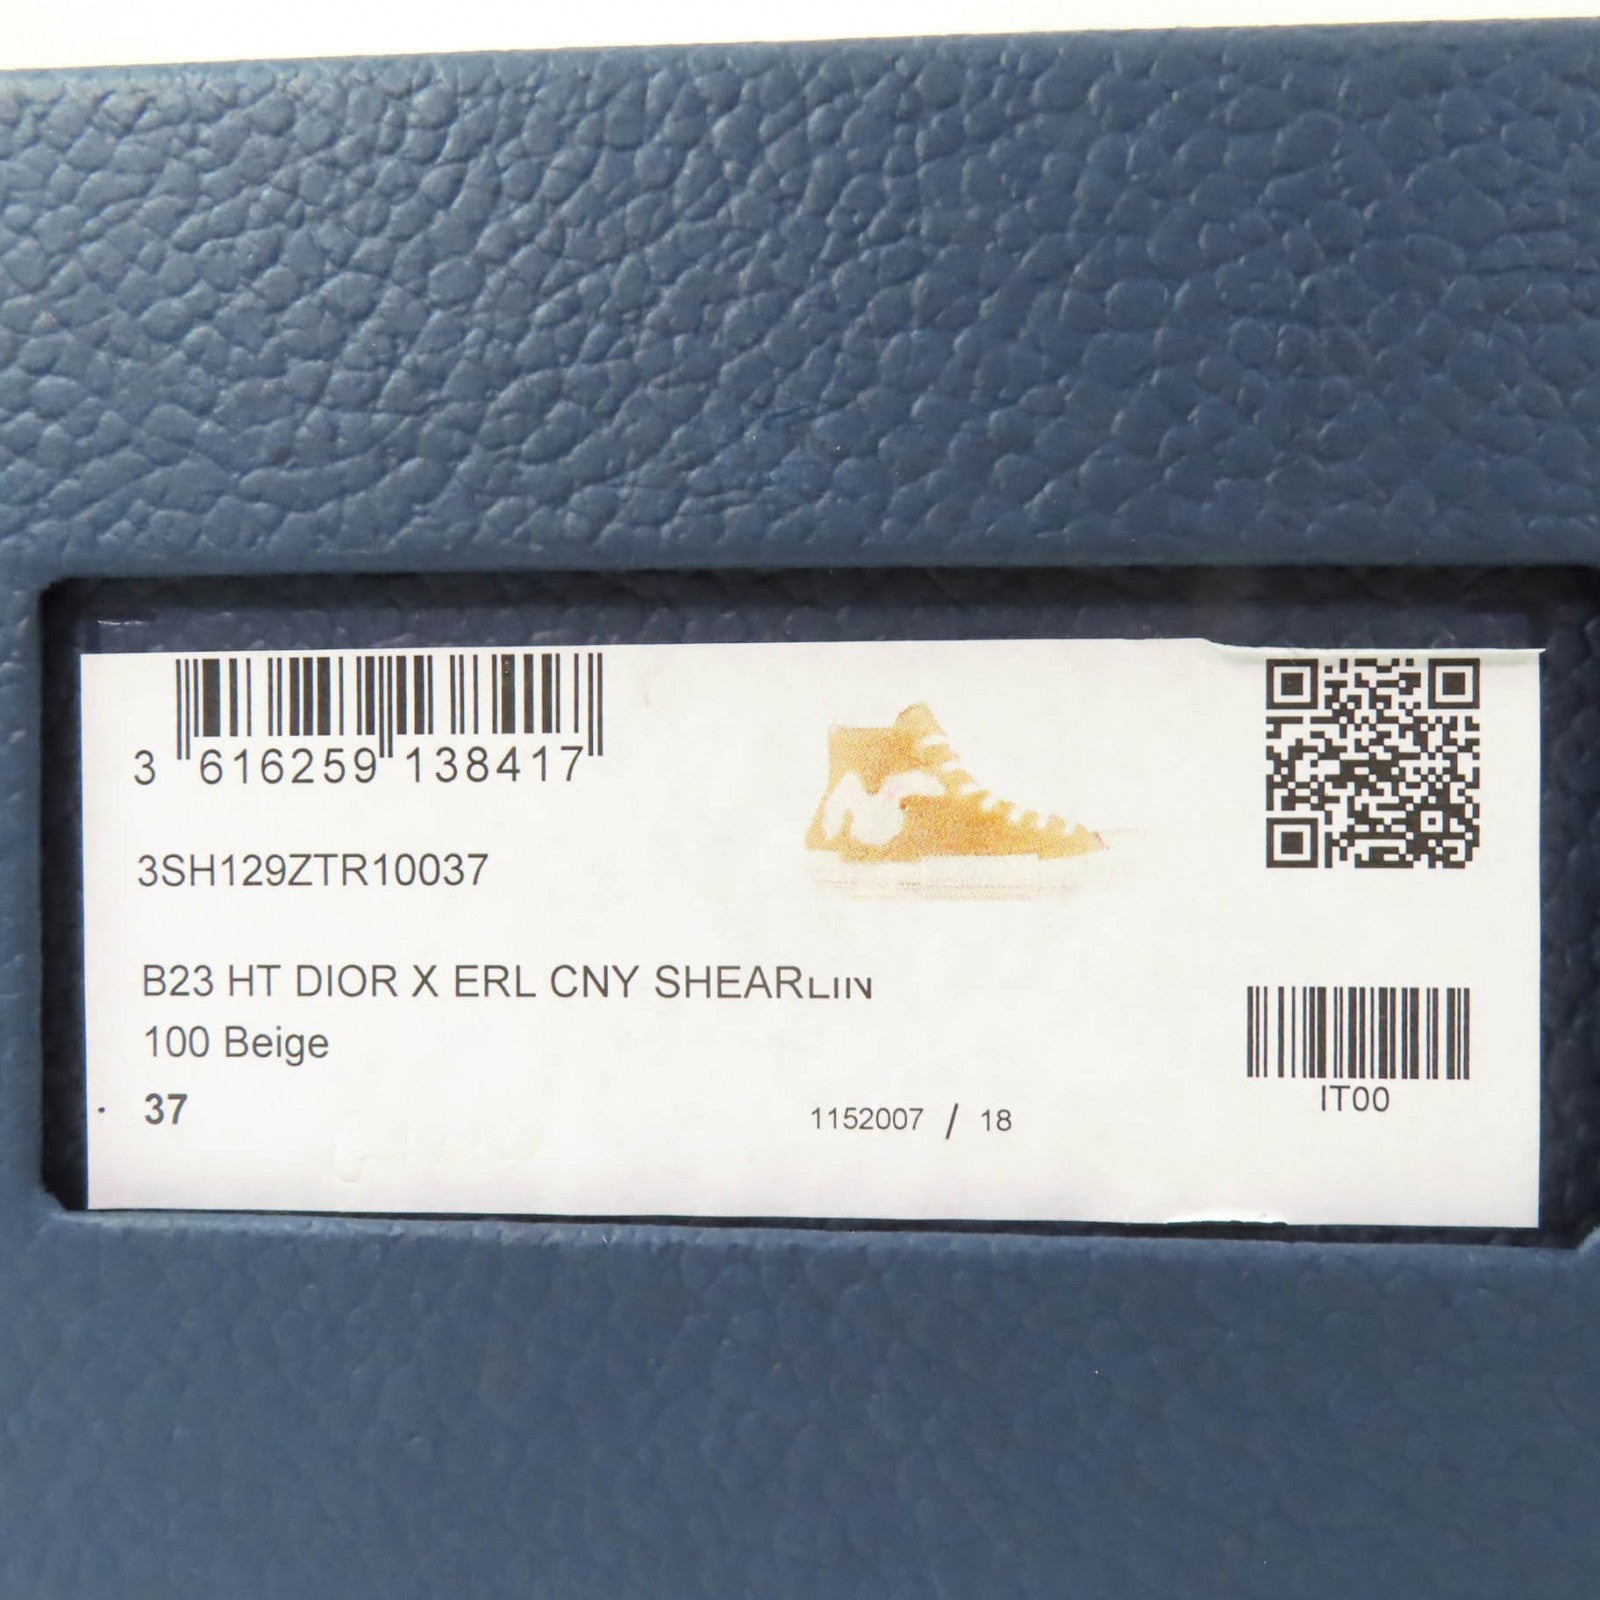 3 616259 138417
3SH129ZTR10037
B23 HT DIOR X ERL CNY SHEARLIN
100 Beige
37
1152007 / 18
IT00